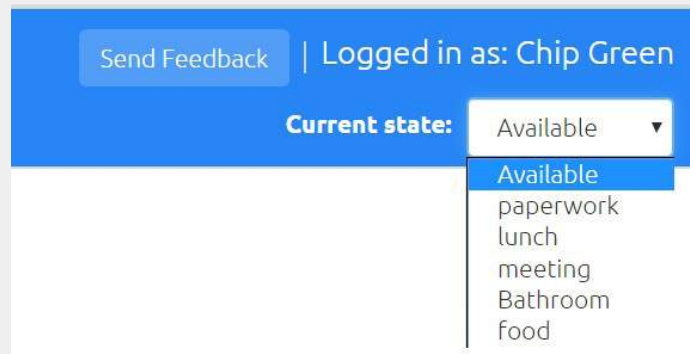 Send Feedback | Logged in as: Chip Green
Current state: Available
Available
paperwork
lunch
meeting
Bathroom
food